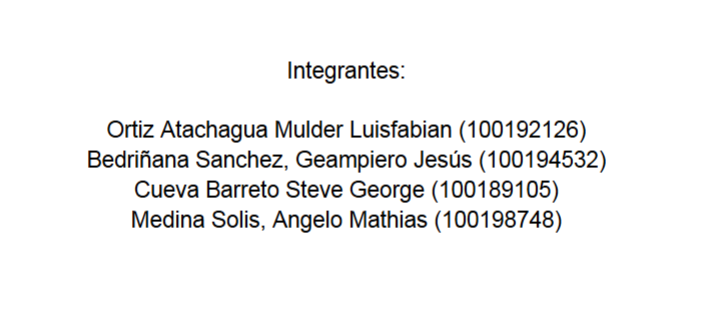 Integrantes:
Ortiz Atachagua Mulder Luisfabian (100192126)
Bedriñana Sanchez, Geampiero Jesús (100194532)
Cueva Barreto Steve George (100189105)
Medina Solis, Angelo Mathias (100198748)